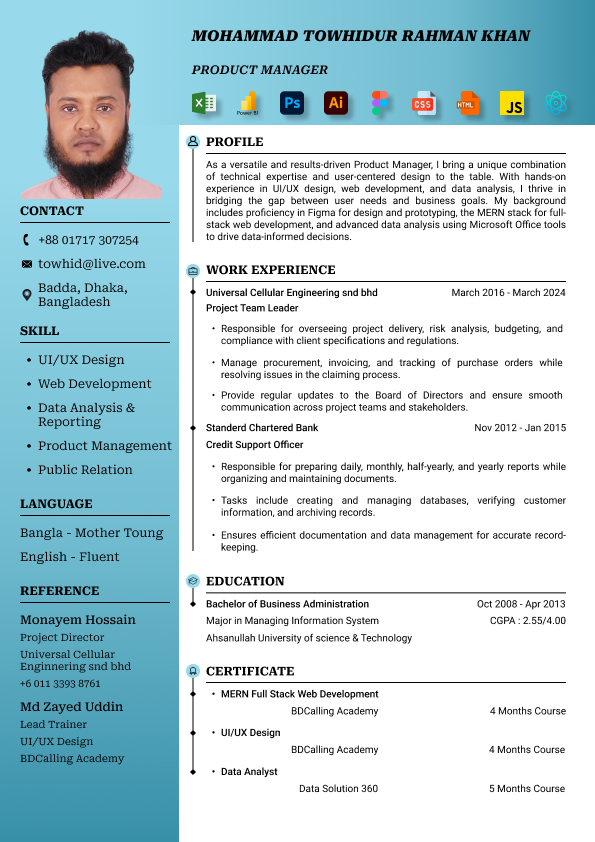 MOHAMMAD TOWHIDUR RAHMAN KHAN
PRODUCT MANAGER
Power BI
Ps
Ai
CSS
HTML
JS
CONTACT
+88 01717 307254
towhid@live.com
Badda, Dhaka,
Bangladesh
SKILL
• UI/UX Design
• Web Development
• Data Analysis &
Reporting
• Product Management
• Public Relation
LANGUAGE
Bangla - Mother Toung
English - Fluent
REFERENCE
Monayem Hossain
Project Director
Universal Cellular
Enginnering snd bhd
+6 011 3393 8761
Md Zayed Uddin
Lead Trainer
UI/UX Design
BDCalling Academy
PROFILE
As a versatile and results-driven Product Manager, I bring a unique combination
of technical expertise and user-centered design to the table. With hands-on
experience in UI/UX design, web development, and data analysis, I thrive in
bridging the gap between user needs and business goals. My background
includes proficiency in Figma for design and prototyping, the MERN stack for full-
stack web development, and advanced data analysis using Microsoft Office tools
to drive data-informed decisions.
WORK EXPERIENCE
Universal Cellular Engineering snd bhd March 2016 - March 2024
Project Team Leader
• Responsible for overseeing project delivery, risk analysis, budgeting, and
compliance with client specifications and regulations.
• Manage procurement, invoicing, and tracking of purchase orders while
resolving issues in the claiming process.
• Provide regular updates to the Board of Directors and ensure smooth
communication across project teams and stakeholders.
Standerd Chartered Bank Nov 2012 - Jan 2015
Credit Support Officer
• Responsible for preparing daily, monthly, half-yearly, and yearly reports while
organizing and maintaining documents.
• Tasks include creating and managing databases, verifying customer
information, and archiving records.
• Ensures efficient documentation and data management for accurate record-
keeping.
EDUCATION
Bachelor of Business Administration Oct 2008 - Apr 2013
Major in Managing Information System CGPA : 2.55/4.00
Ahsanullah University of science & Technology
CERTIFICATE
• MERN Full Stack Web Development
BDCalling Academy 4 Months Course
• UI/UX Design
BDCalling Academy 4 Months Course
• Data Analyst
Data Solution 360 5 Months Course